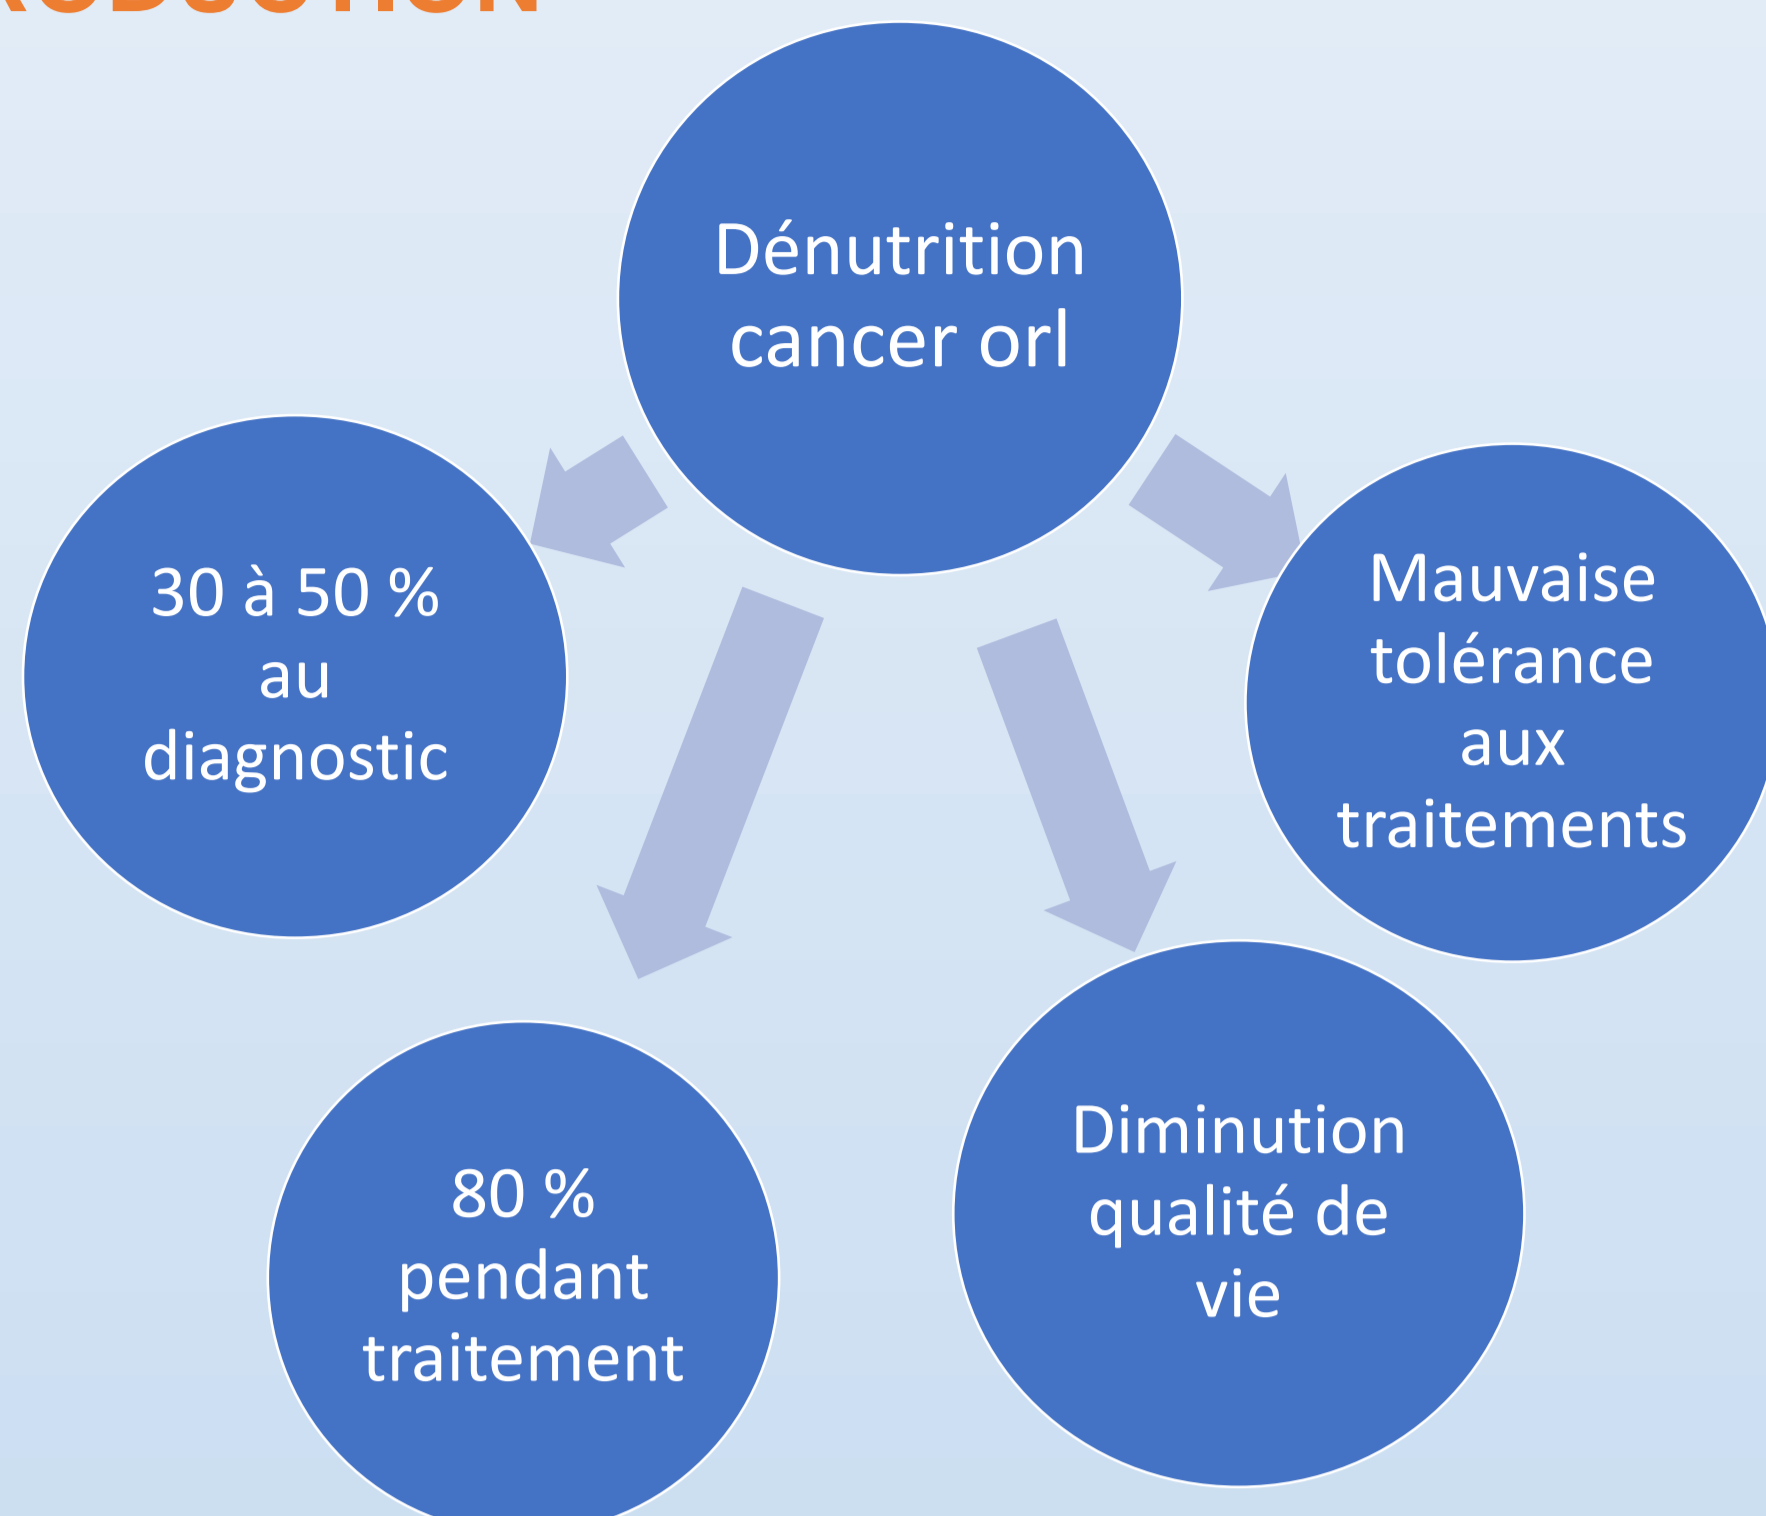 Dénutrition
cancer orl
30 à 50 %
au
diagnostic
Mauvaise
tolérance
aux
traitements
80 %
pendant
traitement
Diminution
qualité de
vie